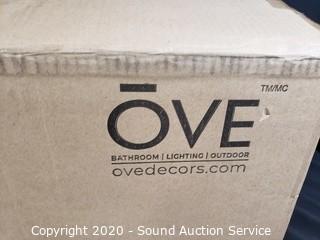 TM/MC
ŌVE
BATHROOM | LIGHTING | OUTDOOR
ovedecors.com
Copyright 2020 - Sound Auction Service